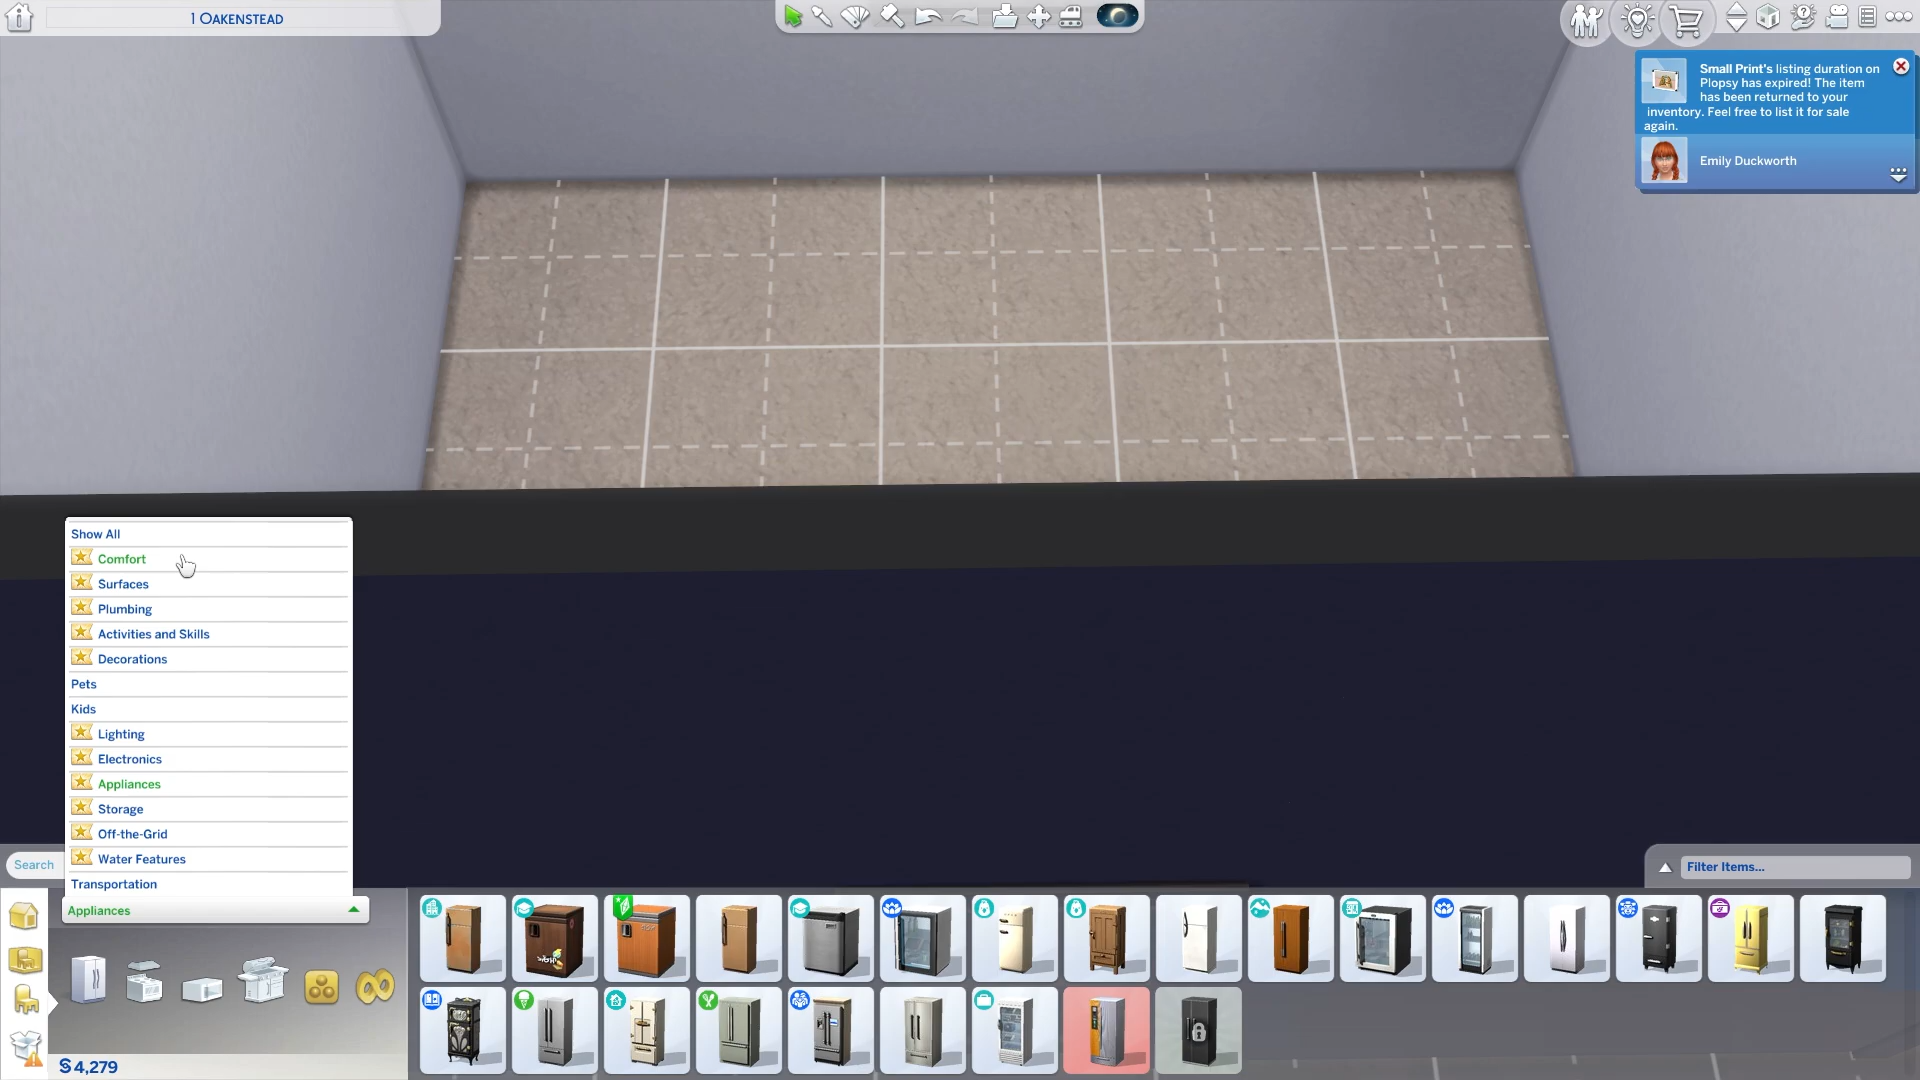 1 Oakenstead
Small Print's listing duration on
Plopsy has expired! The item
has been returned to your
inventory. Feel free to list it for sale
again.
Emily Duckworth
Show All
Comfort
Surfaces
Plumbing
Activities and Skills
Decorations
Pets
Kids
Lighting
Electronics
Appliances
Storage
Off-the-Grid
Water Features
Transportation
Search
Appliances
Filter Items...
§4,279